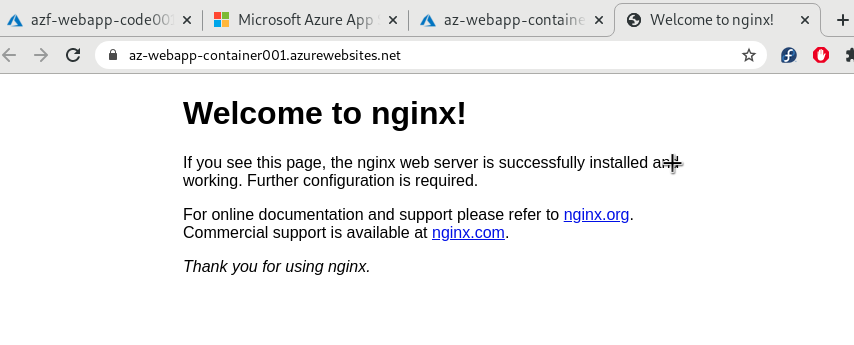 azf-webapp-code001
Microsoft Azure App
az-webapp-containe
Welcome to nginx!
az-webapp-container001.azurewebsites.net
Welcome to nginx!
If you see this page, the nginx web server is successfully installed and
working. Further configuration is required.
For online documentation and support please refer to nginx.org.
Commercial support is available at nginx.com.
Thank you for using nginx.